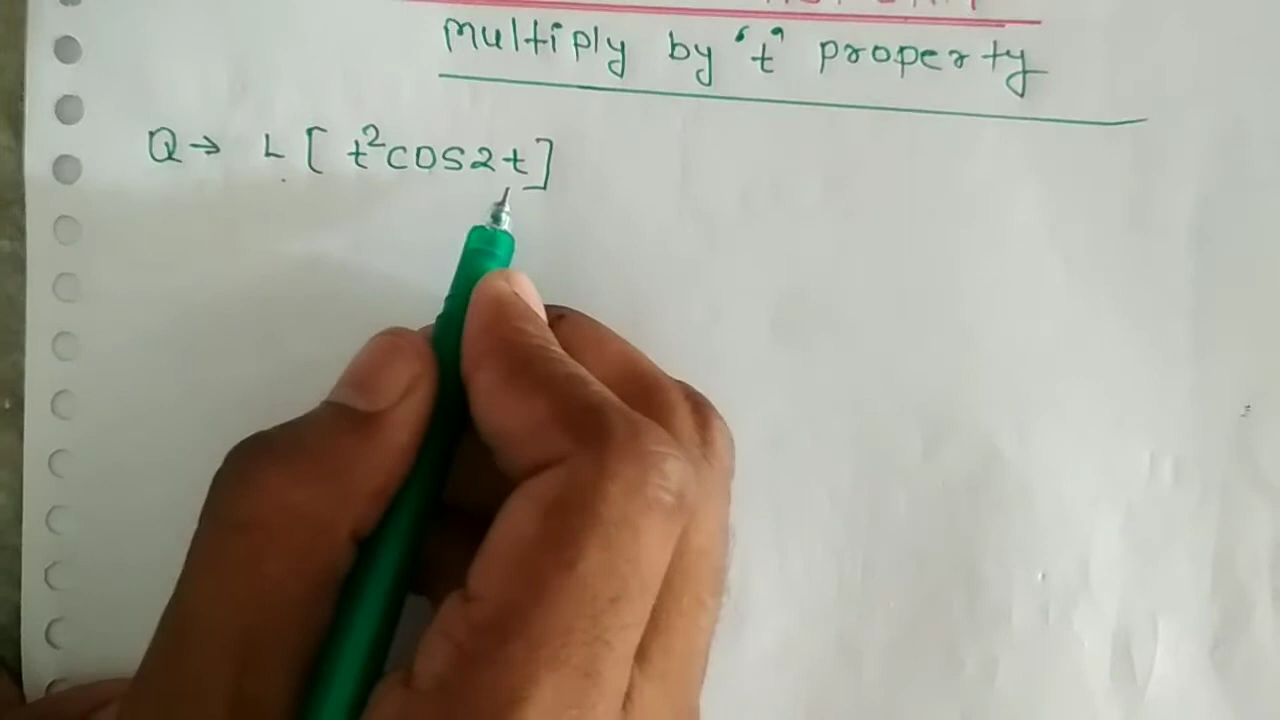 Multiply by 't' property
Q→ L[t²cos2t]